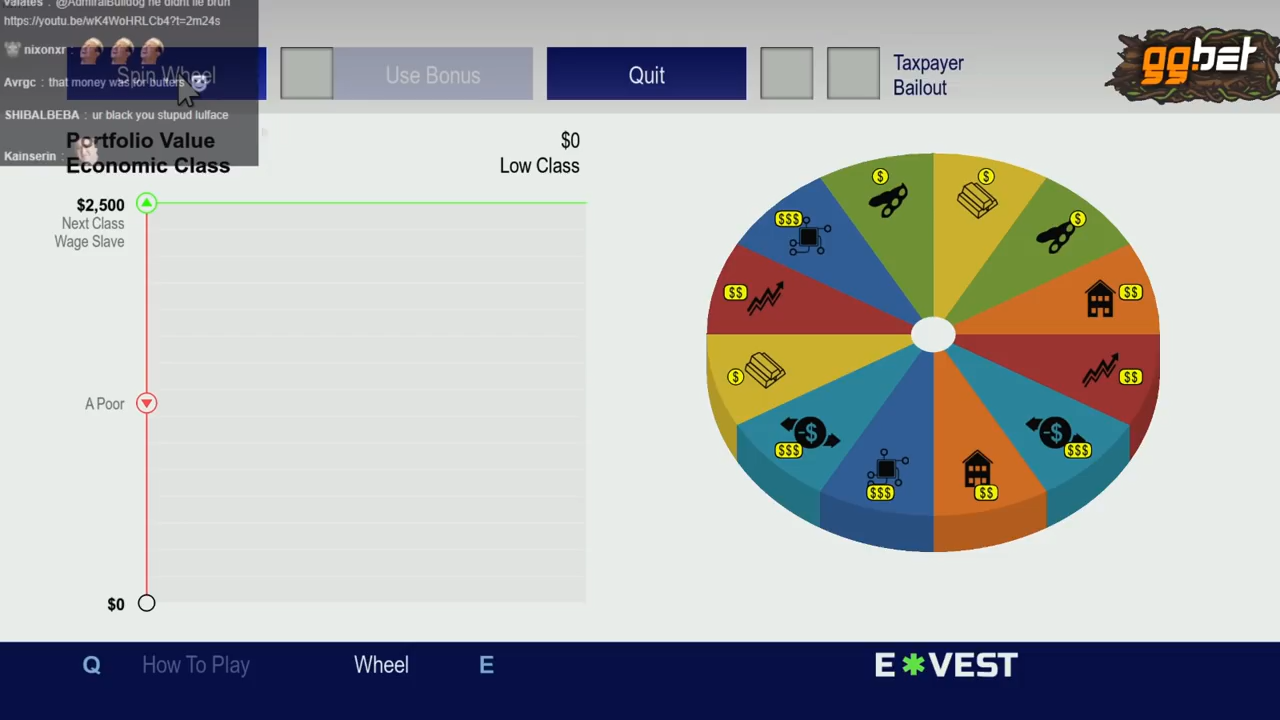 valates : @AdmiralBulldog he didnt lie bruh
https://youtu.be/wK4WoHRLCb4?t=2m24s
nixonxr :
Avrgc : that money was for butters
SHIBALBEBA : ur black you stupud lulface
Kainserin :
Spin Wheel
Use Bonus
Quit
Taxpayer
Bailout
gg.bet
Portfolio Value
$0
Economic Class
Low Class
$2,500
Next Class
Wage Slave
A Poor
$0
$
$
$$$
$
$$
$$
$
$$
-$
$$$
-$
$$$
$$$
$$
Q
How To Play
Wheel
E
E*VEST